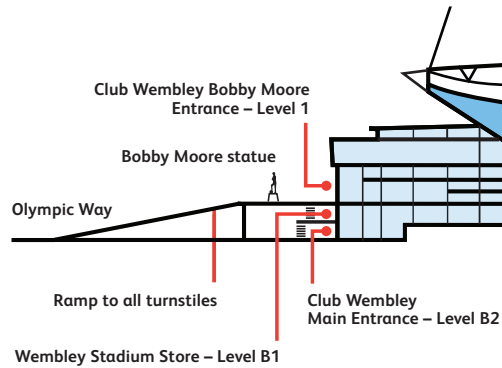 Club Wembley Bobby Moore
Entrance – Level 1
Bobby Moore statue
Olympic Way
Ramp to all turnstiles
Club Wembley
Main Entrance – Level B2
Wembley Stadium Store – Level B1